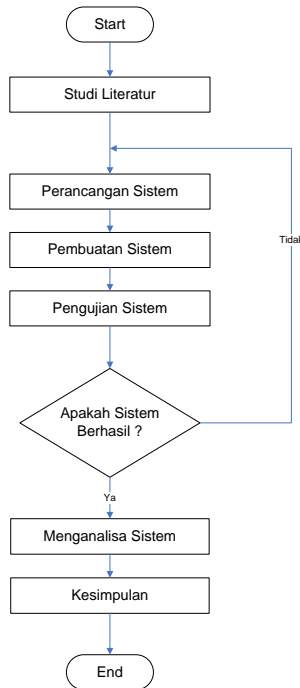 Start
Studi Literatur
Perancangan Sistem
Pembuatan Sistem
Tidal
Pengujian Sistem
Apakah Sistem
Berhasil ?
Ya
Menganalisa Sistem
Kesimpulan
End